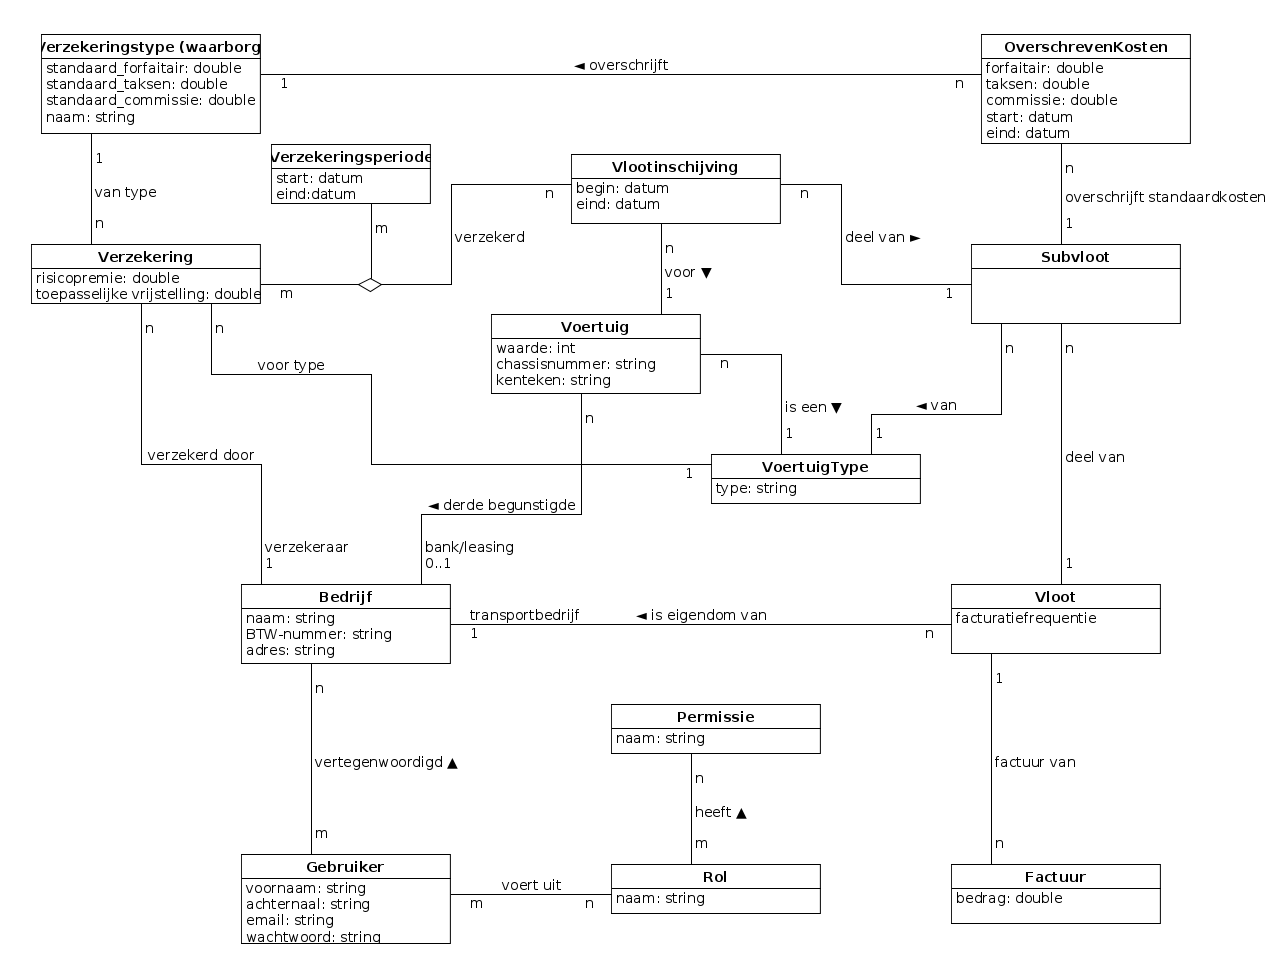 Verzekeringstype (waarborg
standaard_forfaitair: double
standaard_taksen: double
standaard_commissie: double
naam: string
◄ overschrijft
1
n
OverschrevenKosten
forfaitair: double
taksen: double
commissie: double
start: datum
eind: datum
1
van type
n
Verzekeringsperiode
start: datum
eind:datum
m
Vlootinschijving
begin: datum
eind: datum
n
verzekerd
n
deel van ►
1
n
overschrijft standaardkosten
1
n
voor ▼
1
Verzekering
risicopremie: double
toepasselijke vrijstelling: double
m
Subvloot
Voertuig
waarde: int
chassisnummer: string
kenteken: string
n
n
voor type
1
n
is een ▼
1
n
◄ van
1
n
deel van
1
VoertuigType
type: string
n
◄ derde begunstigde
bank/leasing
0..1
verzekerd door
verzekeraar
1
Bedrijf
naam: string
BTW-nummer: string
adres: string
transportbedrijf
1
◄ is eigendom van
n
Vloot
facturatiefrequentie
n
vertegenwoordigd ▲
m
Permissie
naam: string
n
heeft ▲
m
1
factuur van
n
Gebruiker
voornaam: string
achternaal: string
email: string
wachtwoord: string
voert uit
m
n
Rol
naam: string
Factuur
bedrag: double